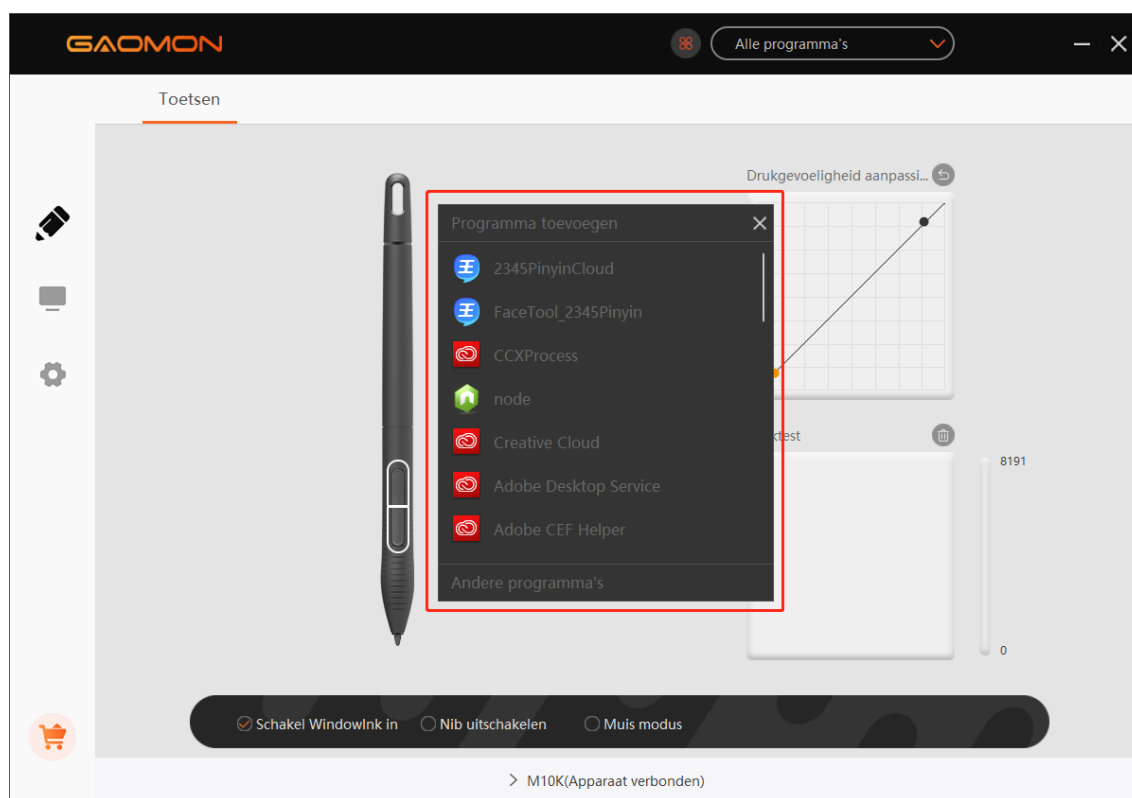 GAOMON
Alle programma's
Toetsen
Drukgevoeligheid aanpassi...
Programma toevoegen
2345PinyinCloud
FaceTool_2345Pinyin
CCXProcess
node
Creative Cloud
Adobe Desktop Service
Adobe CEF Helper
Andere programma's
test
8191
0
Schakel WindowInk in
Nib uitschakelen
Muis modus
M10K(Apparaat verbonden)